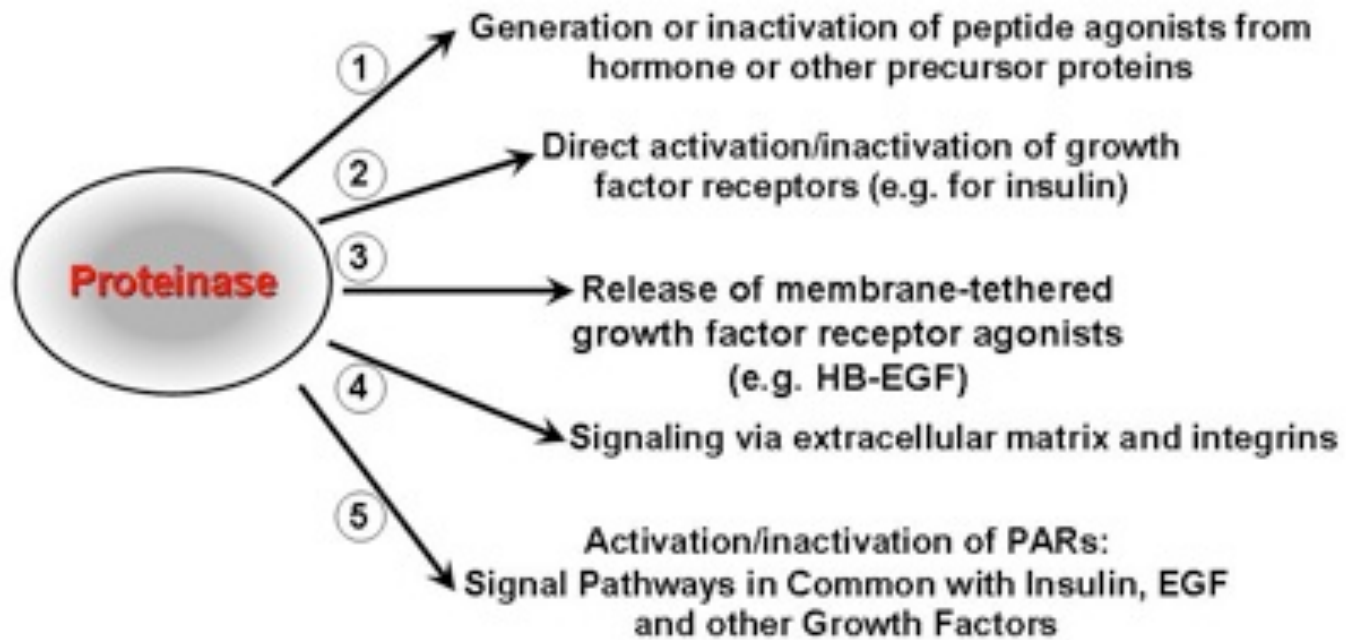 1
Generation or inactivation of peptide agonists from
hormone or other precursor proteins
2
Direct activation/inactivation of growth
factor receptors (e.g. for insulin)
Proteinase
3
Release of membrane-tethered
growth factor receptor agonists
(e.g. HB-EGF)
4
Signaling via extracellular matrix and integrins
5
Activation/inactivation of PARs:
Signal Pathways in Common with Insulin, EGF
and other Growth Factors